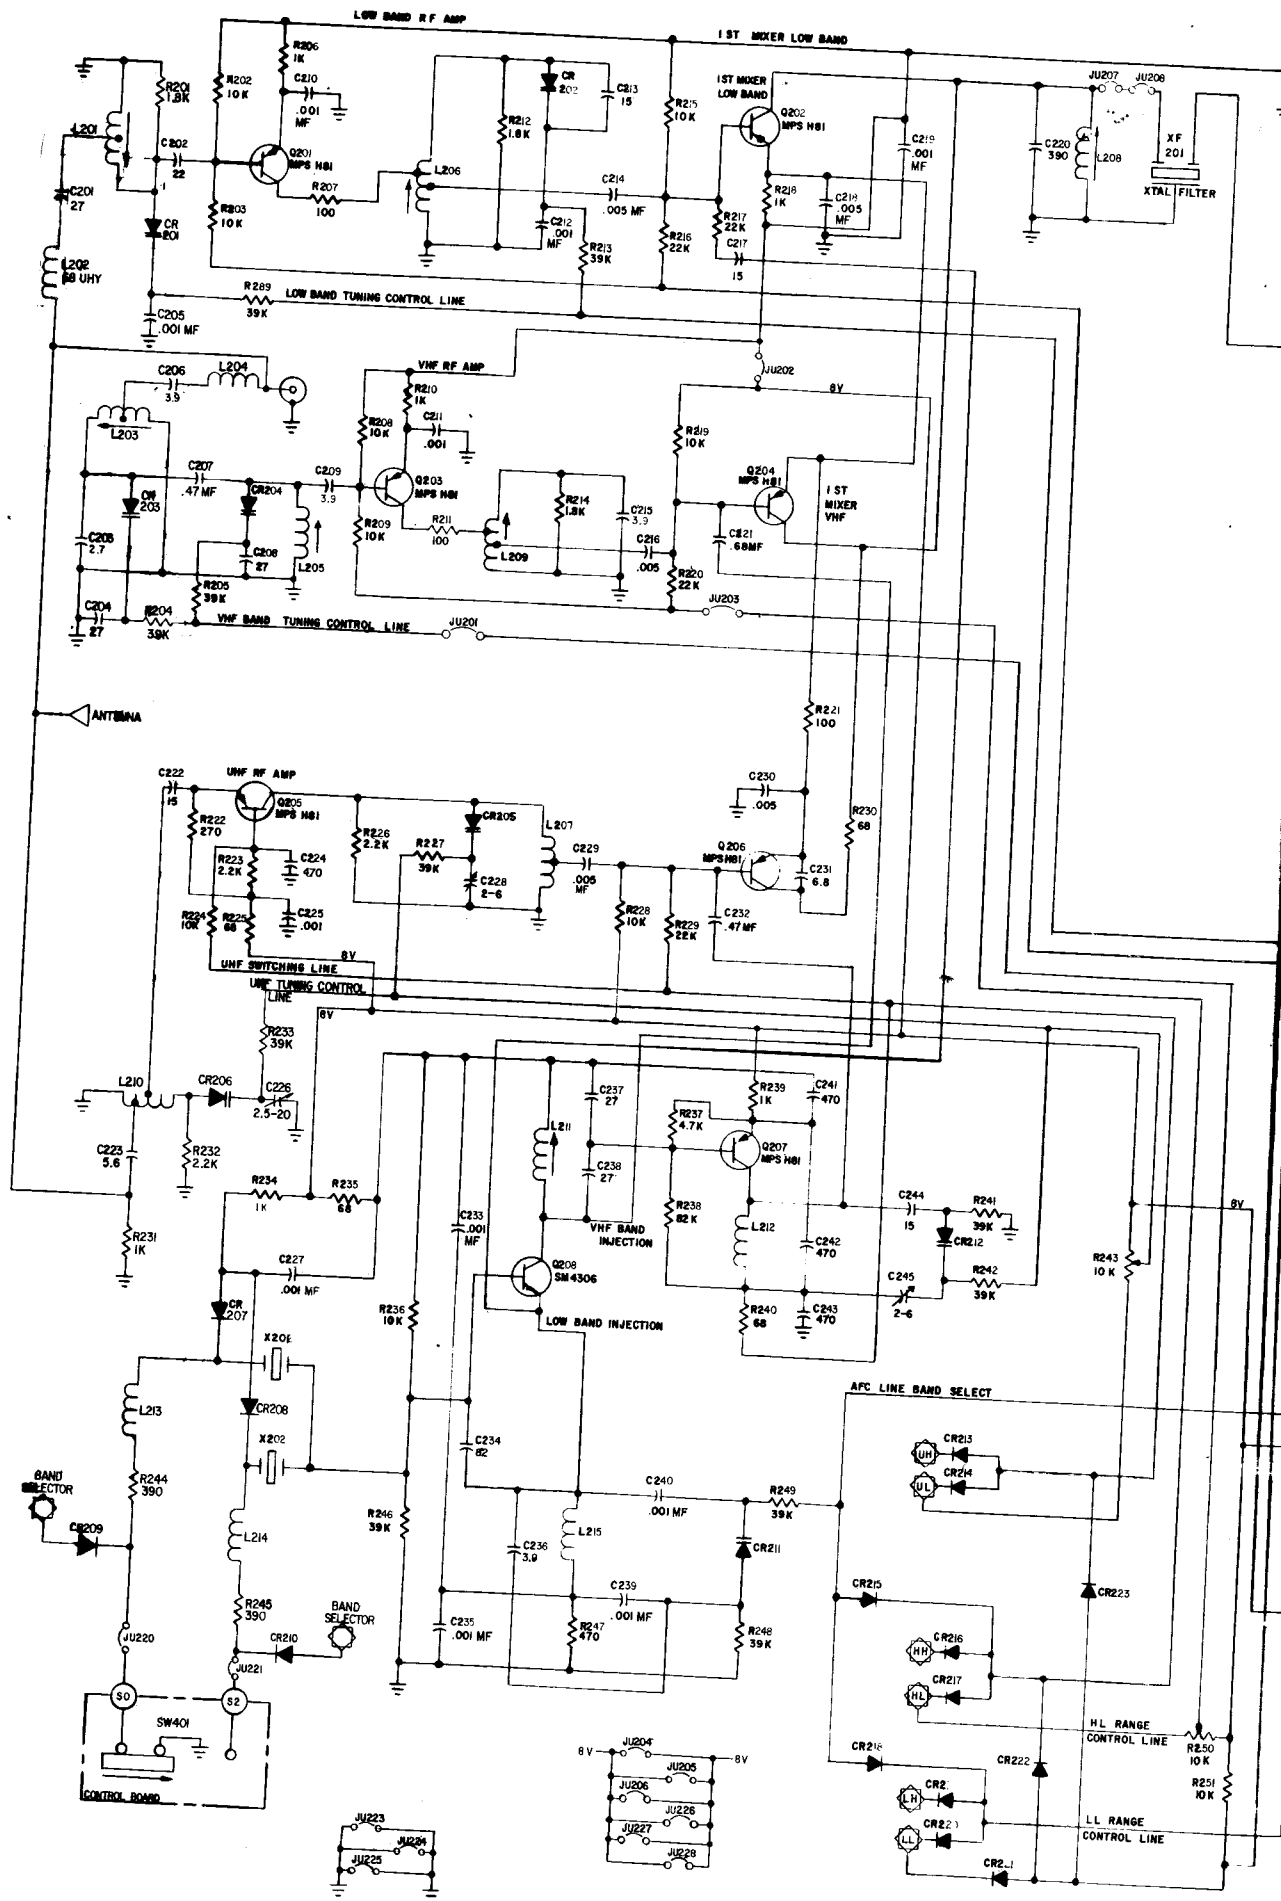 LOW BAND RF AMP
1 ST MIXER LOW BAND
R206
1K
R202
10K
C210
.001
MF
R201
1.8K
L201
C202
22
Q201
MPS H81
R207
100
L206
R212
1.8K
CR
202
C213
15
R215
10K
1ST MIXER
LOW BAND
Q202
MPS H81
C219
.001
MF
JU207
JU208
C220
390
L208
XF
201
XTAL FILTER
C201
27
R203
10K
CR
201
C214
.005 MF
C212
.001
MF
R213
39K
R216
22K
R217
22K
C217
15
R218
1K
C218
.005
MF
L202
68 UHY
R289
39K
LOW BAND TUNING CONTROL LINE
C205
.001 MF
C206
3.9
L204
L203
VHF RF AMP
R210
1K
R208
10K
C211
.001
JU202
8V
R219
10K
C207
.47 MF
CR204
C209
3.9
Q203
MPS H81
R214
1.8K
C215
3.9
Q204
MPS H81
1 ST
MIXER
VHF
203
2.7
C208
27
L205
R209
10K
R211
100
L209
C216
.005
C221
.68MF
R220
22K
R205
39K
C204
27
R204
39K
VHF BAND TUNING CONTROL LINE
JU201
JU203
ANTENNA
R221
100
C222
15
UHF RF AMP
Q205
MPS H81
R222
270
R223
2.2K
C224
470
R226
2.2K
R227
39K
CR205
L207
C228
2-6
C229
.005
MF
C230
.005
R230
68
Q206
MPSH81
C231
6.8
R224
10K
R225
68
C225
.001
R228
10K
R229
22K
C232
.47MF
8V
UHF SWITCHING LINE
UHF TUNING CONTROL
LINE
8V
R233
39K
L210
CR206
C226
2.5-20
C223
5.6
R232
2.2K
C237
27
R239
1K
C241
470
R237
4.7K
L211
Q207
MPS H81
C238
27
R234
1K
R235
68
C233
.001
MF
R238
82K
L212
C244
15
R241
39K
8V
R231
1K
VHF BAND
INJECTION
C242
470
CR212
R243
10K
C227
.001 MF
Q208
SM4306
C245
2-6
R242
39K
CR
207
R236
10K
LOW BAND INJECTION
R240
68
C243
470
X201
L213
CR208
AFC LINE BAND SELECT
X202
C234
82
UH
CR213
UL
CR214
R244
390
BAND
SELECTOR
C240
.001 MF
R249
39K
CR209
L214
R246
39K
C236
3.9
L215
CR211
R245
390
BAND
SELECTOR
C239
.001 MF
CR215
CR223
JU220
CR210
C235
.001 MF
R247
470
R248
39K
HH
CR216
JU221
HL
CR217
S0
S2
SW401
HL RANGE
CONTROL LINE
R250
10K
CONTROL BOARD
8V
JU204
8V
JU205
CR218
CR222
R251
10K
JU206
LH
JU226
LL RANGE
CONTROL LINE
JU223
JU227
LL
JU224
JU225
JU228